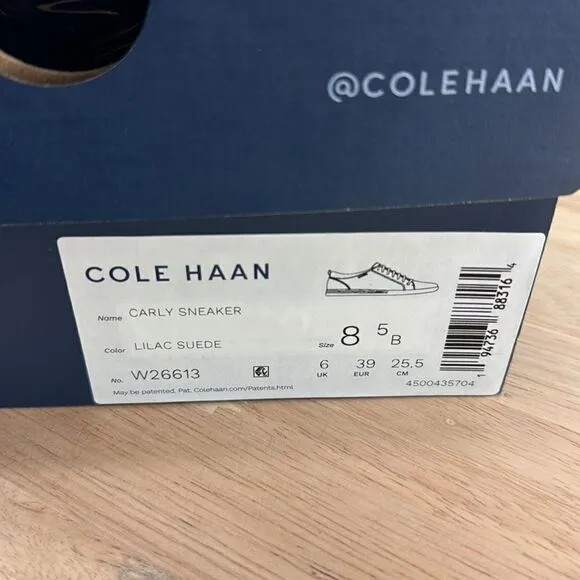 @COLEHAAN
COLE HAAN
Name CARLY SNEAKER
Color LILAC SUEDE
Size 8 5 B
No. W26613
6 39 25,5
UK EUR CM
May be patented. Pat. Colehaan.com/Patents.html
4500435704
1 94736 88316 4